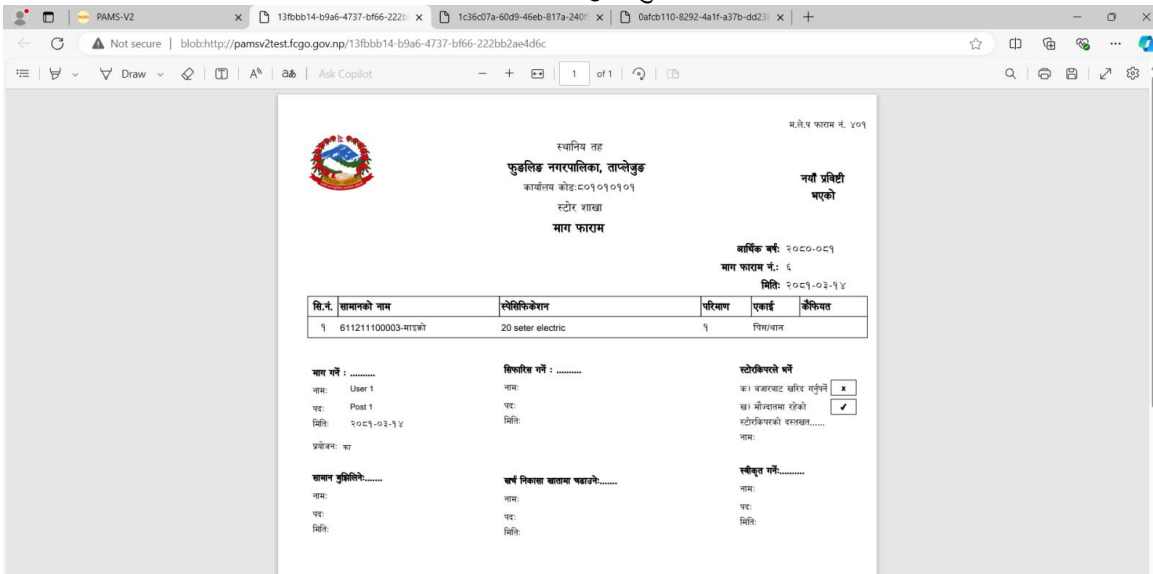 PAMS-V2
13fbbb14-b9a6-4737-bf66-222b
1c36c07a-60d9-46eb-817a-240f
0afcb110-8292-4a1f-a37b-dd23
Not secure | blob:http://pamsv2test.fcgo.gov.np/13fbbb14-b9a6-4737-bf66-222bb2ae4d6c
Draw
Ask Copilot
1 of 1
म.ले.प फाराम नं. ४०१
स्थानिय तह
फुङलिङ नगरपालिका, ताप्लेजुङ
कार्यालय कोड:८०१०१०१०१
स्टोर शाखा
माग फाराम
नयाँ प्रविष्टी
भएको
आर्थिक बर्ष: २०८०-०८१
माग फाराम नं.: ६
मिति: २०८१-०३-१४
सि.नं. सामानको नाम स्पेसिफिकेशन परिमाण एकाई कैफियत
१ 611211100003-माइक्रो 20 seter electric १ पिस/थान
माग गर्ने : ..........
नाम: User 1
पद: Post 1
मिति: २०८१-०३-१४
प्रयोजन: का
सिफारिस गर्ने : ..........
नाम:
पद:
मिति:
स्टोरकिपरले भर्ने
क। बजारबाट खरिद गर्नुपर्ने x
ख। मौज्दातमा रहेको ✔
स्टोरकिपरको दस्तखत......
नाम:
सामान बुझिलिने:.......
नाम:
पद:
मिति:
खर्च निकासा खातामा चढाउने:.......
नाम:
पद:
मिति:
स्वीकृत गर्ने:..........
नाम:
पद:
मिति: